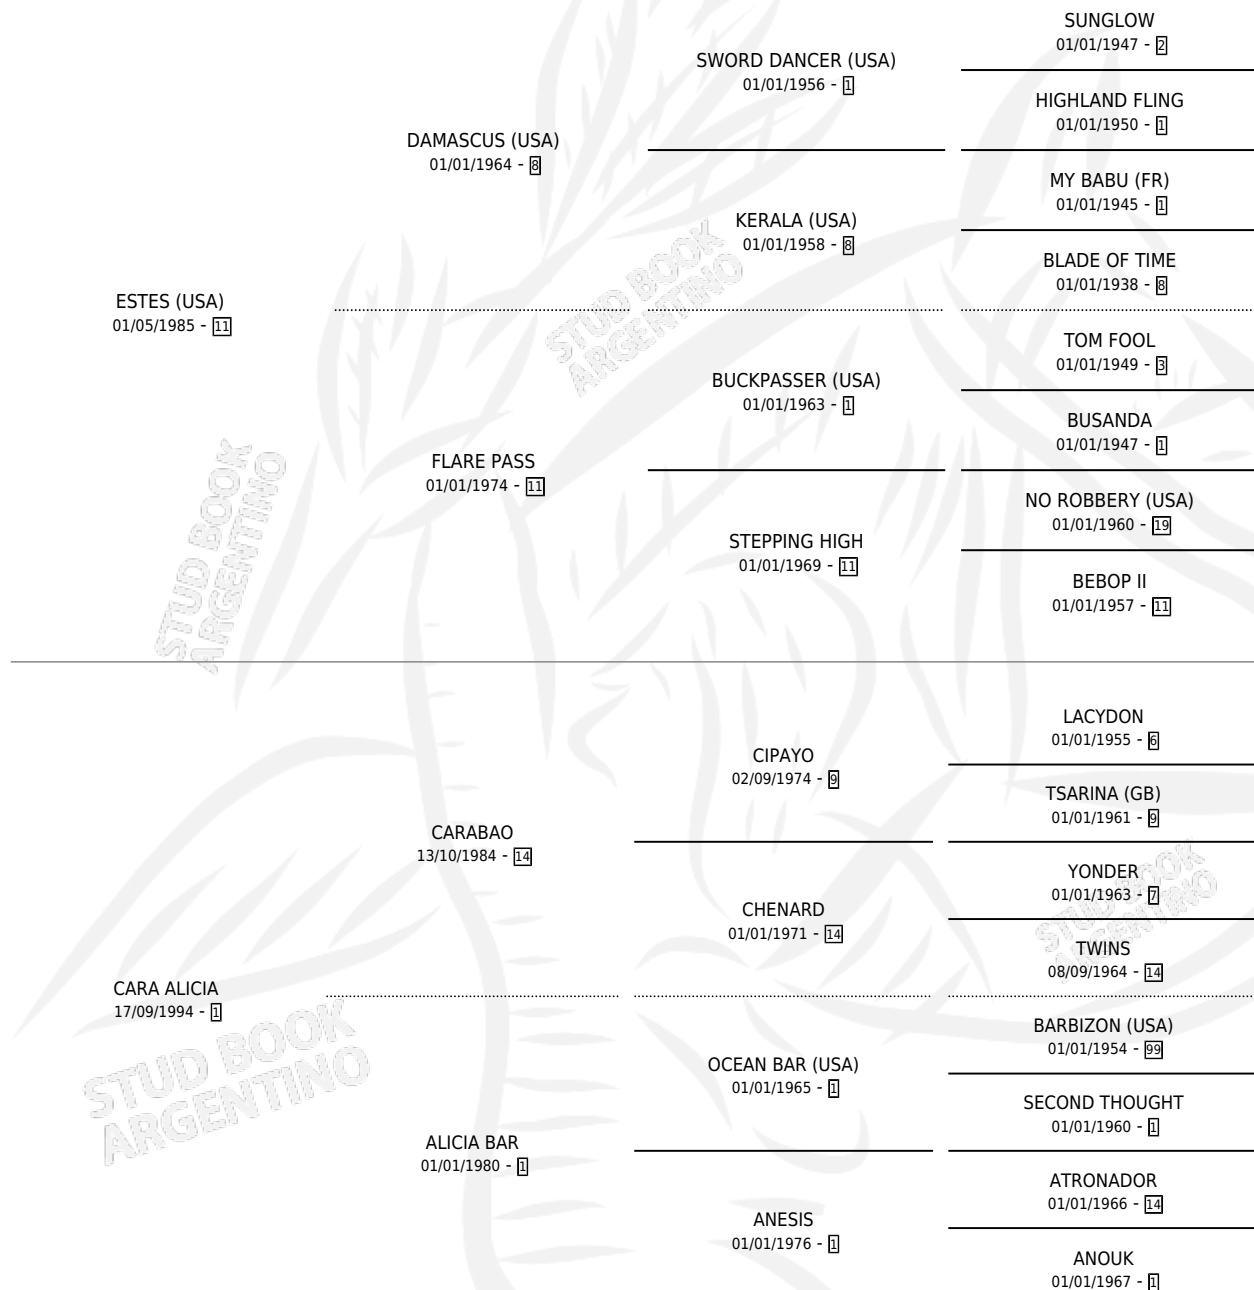 SUNGLOW
01/01/1947 - 2
SWORD DANCER (USA)
01/01/1956 - 1
HIGHLAND FLING
01/01/1950 - 1
DAMASCUS (USA)
01/01/1964 - 8
MY BABU (FR)
01/01/1945 - 1
KERALA (USA)
01/01/1958 - 8
BLADE OF TIME
01/01/1938 - 8
ESTES (USA)
01/05/1985 - 11
TOM FOOL
01/01/1949 - 3
BUCKPASSER (USA)
01/01/1963 - 1
BUSANDA
01/01/1947 - 1
FLARE PASS
01/01/1974 - 11
NO ROBBERY (USA)
01/01/1960 - 19
STEPPING HIGH
01/01/1969 - 11
BEBOP II
01/01/1957 - 11
LACYDON
01/01/1955 - 6
CIPAYO
02/09/1974 - 9
TSARINA (GB)
01/01/1961 - 9
CARABAO
13/10/1984 - 14
YONDER
01/01/1963 - 7
CHENARD
01/01/1971 - 14
TWINS
08/09/1964 - 14
CARA ALICIA
17/09/1994 - 1
BARBIZON (USA)
01/01/1954 - 99
OCEAN BAR (USA)
01/01/1965 - 1
SECOND THOUGHT
01/01/1960 - 1
ALICIA BAR
01/01/1980 - 1
ATRONADOR
01/01/1966 - 14
ANESIS
01/01/1976 - 1
ANOUK
01/01/1967 - 1
STUD BOOK
ARGENTINO
STUD BOOK
ARGENTINO
STUD BOOK
ARGENTINO
STUD BOOK
ARGENTINO